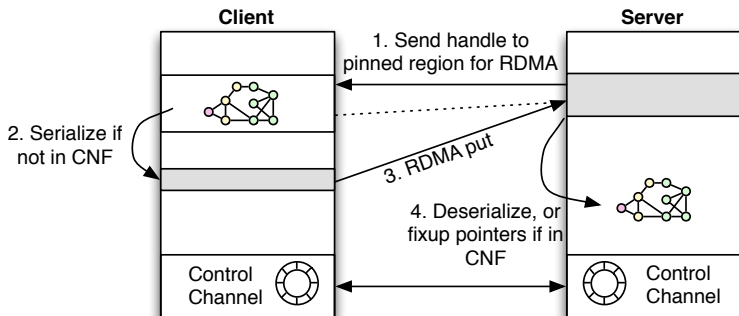 Client
Server
1. Send handle to
pinned region for RDMA
2. Serialize if
not in CNF
3. RDMA put
4. Deserialize, or
fixup pointers if in
CNF
Control
Channel
Control
Channel